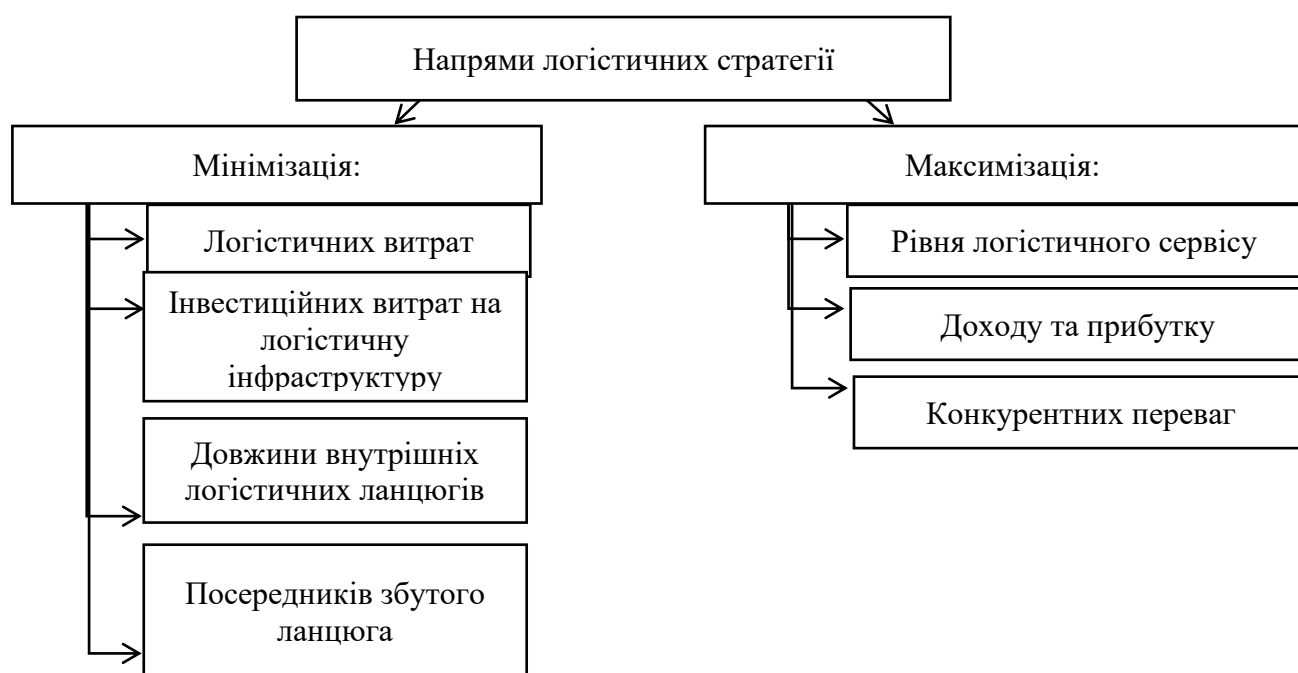 Напрями логістичних стратегії
Мінімізація:
Логістичних витрат
Інвестиційних витрат на
логістичну
інфраструктуру
Довжини внутрішніх
логістичних ланцюгів
Посередників збутого
ланцюга
Максимізація:
Рівня логістичного сервісу
Доходу та прибутку
Конкурентних переваг